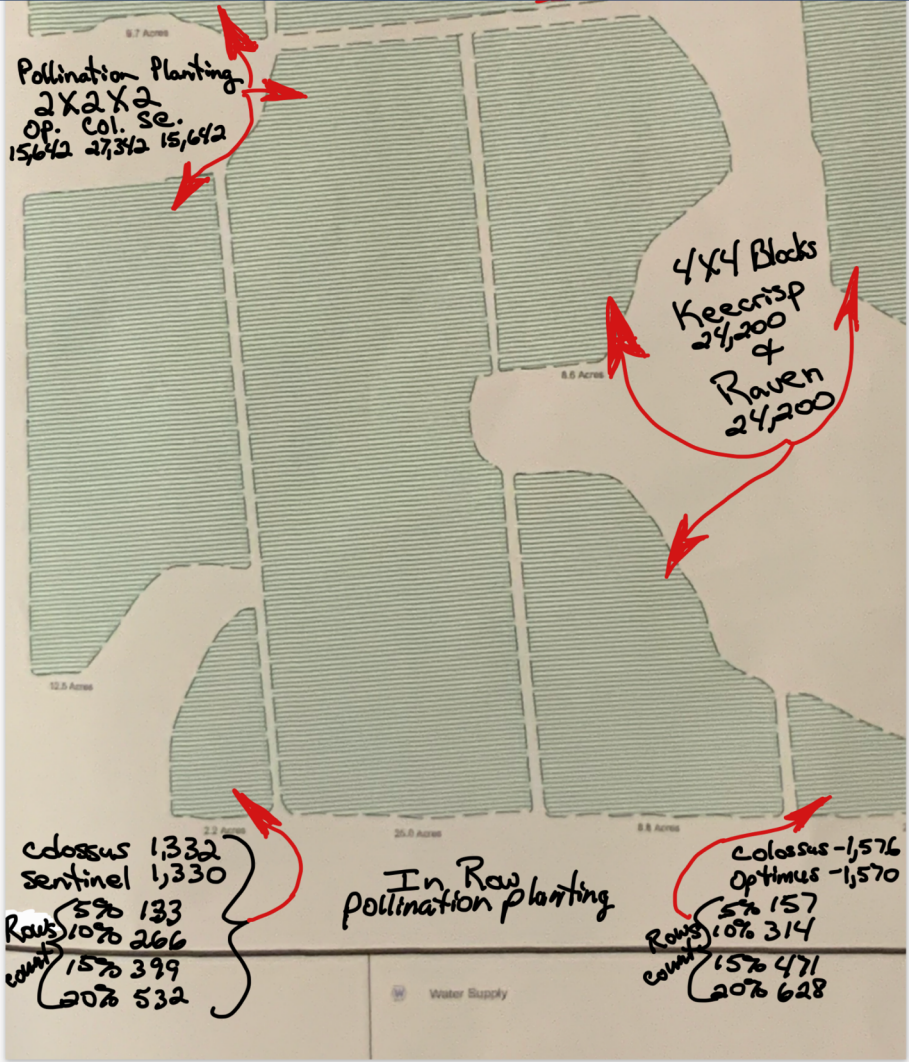 9.7 Acres
Pollination Planting
2X2X2
Op. Col. Se.
15,642 27,342 15,642
4X4 Blocks
Keecrisp
24,200
&
Raven
24,200
8.6 Acres
12.5 Acres
2.2 Acres
25.0 Acres
8.8 Acres
colossus 1,332
sentinel 1,330
Rows count
5% 133
10% 266
15% 399
20% 532
In Row
pollination planting
colossus -1,576
Optimus -1,570
Rows count
5% 157
10% 314
15% 471
20% 628
W Water Supply